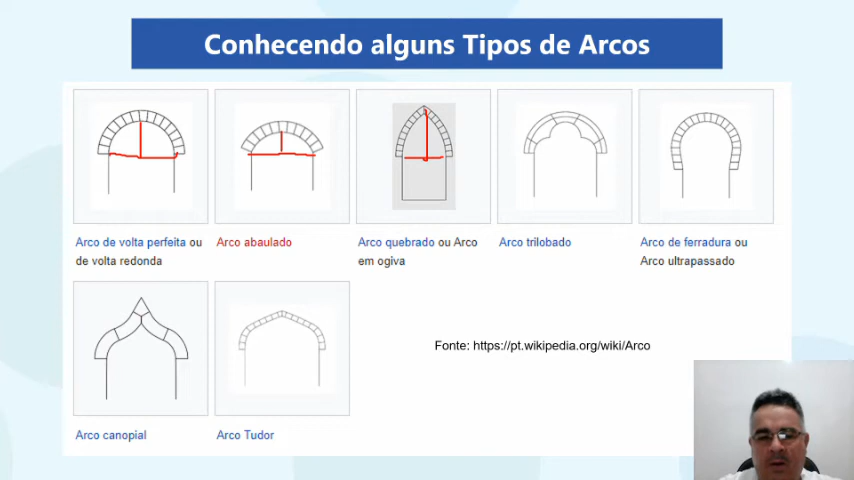 Conhecendo alguns Tipos de Arcos
Arco de volta perfeita ou
de volta redonda
Arco abaulado
Arco quebrado ou Arco
em ogiva
Arco trilobado
Arco de ferradura ou
Arco ultrapassado
Arco canopial
Arco Tudor
Fonte: https://pt.wikipedia.org/wiki/Arco